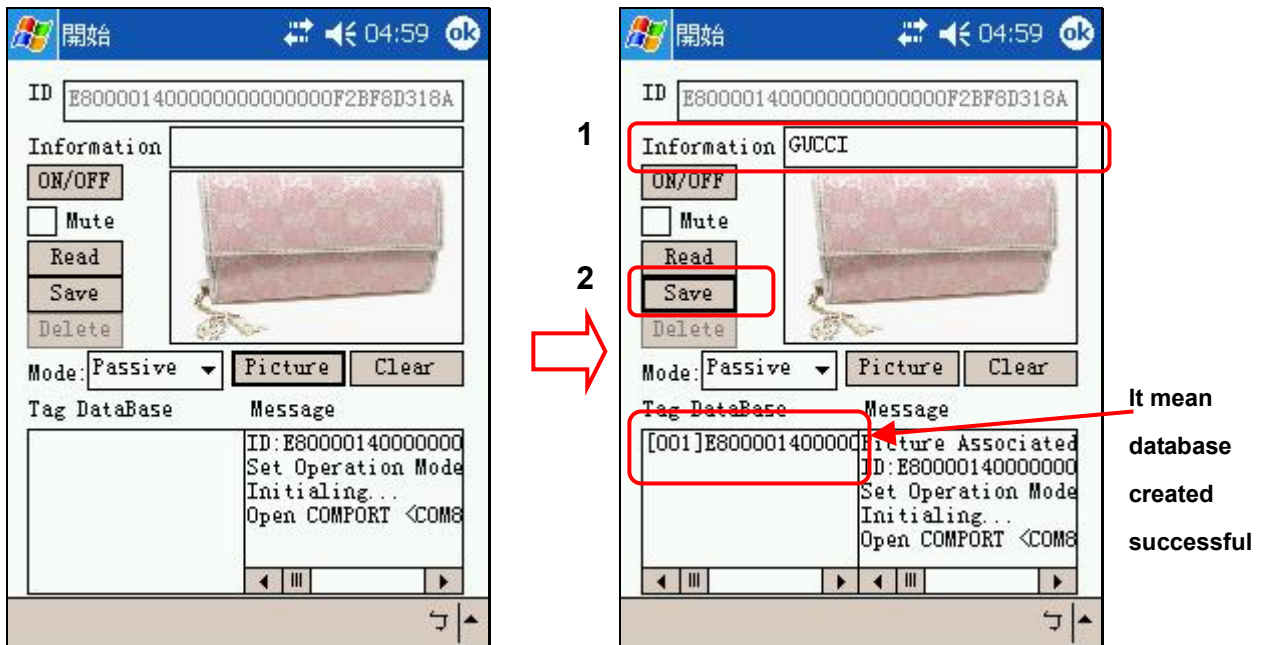 開始 04:59 ok
ID E80000140000000000000000F2BF8D318A
Information
ON/OFF
Mute
Read
Save
Delete
Mode: Passive Picture Clear
Tag DataBase Message
ID:E80000140000000
Set Operation Mode
Initialing...
Open COMPORT <COM8
ㄅ
1
2
開始 04:59 ok
ID E80000140000000000000000F2BF8D318A
Information GUCCI
ON/OFF
Mute
Read
Save
Delete
Mode: Passive Picture Clear
Tag DataBase Message
[001]E800001400000
Picture Associated
ID:E80000140000000
Set Operation Mode
Initialing...
Open COMPORT <COM8
ㄅ
It mean
database
created
successful